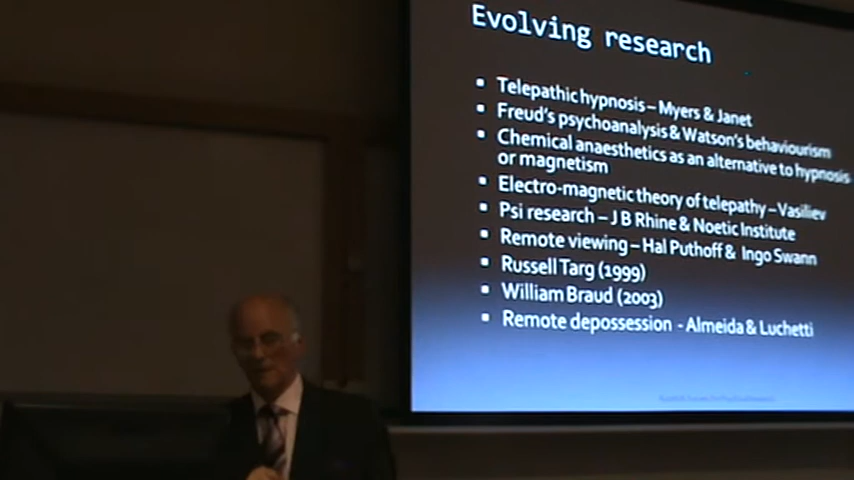 Evolving research
▪ Telepathic hypnosis – Myers & Janet
▪ Freud's psychoanalysis & Watson's behaviourism
▪ Chemical anaesthetics as an alternative to hypnosis
or magnetism
▪ Electro-magnetic theory of telepathy – Vasiliev
▪ Psi research – J B Rhine & Noetic Institute
▪ Remote viewing – Hal Puthoff & Ingo Swann
▪ Russell Targ (1999)
▪ William Braud (2003)
▪ Remote depossession - Almeida & Luchetti